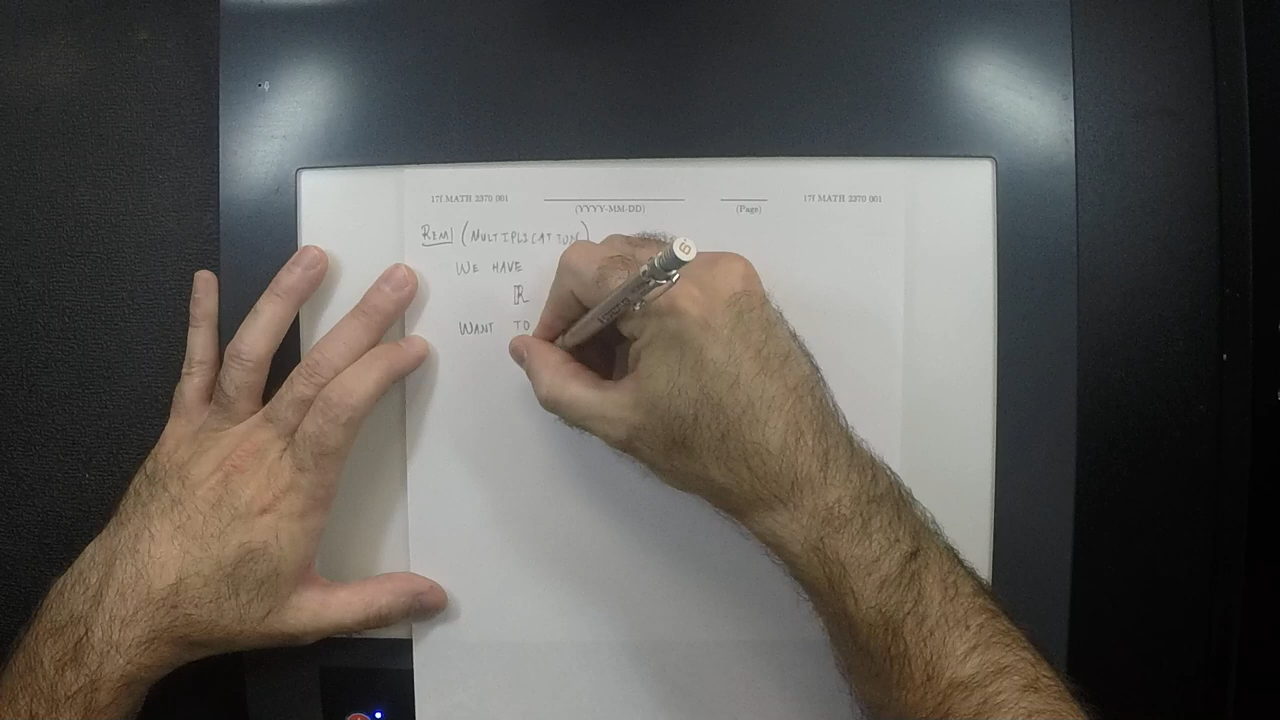 17f MATH 2370 001 (YYYY-MM-DD) (Page) 17f MATH 2370 001
REM (MULTIPLICATION)
WE HAVE
ℝ
WANT TO